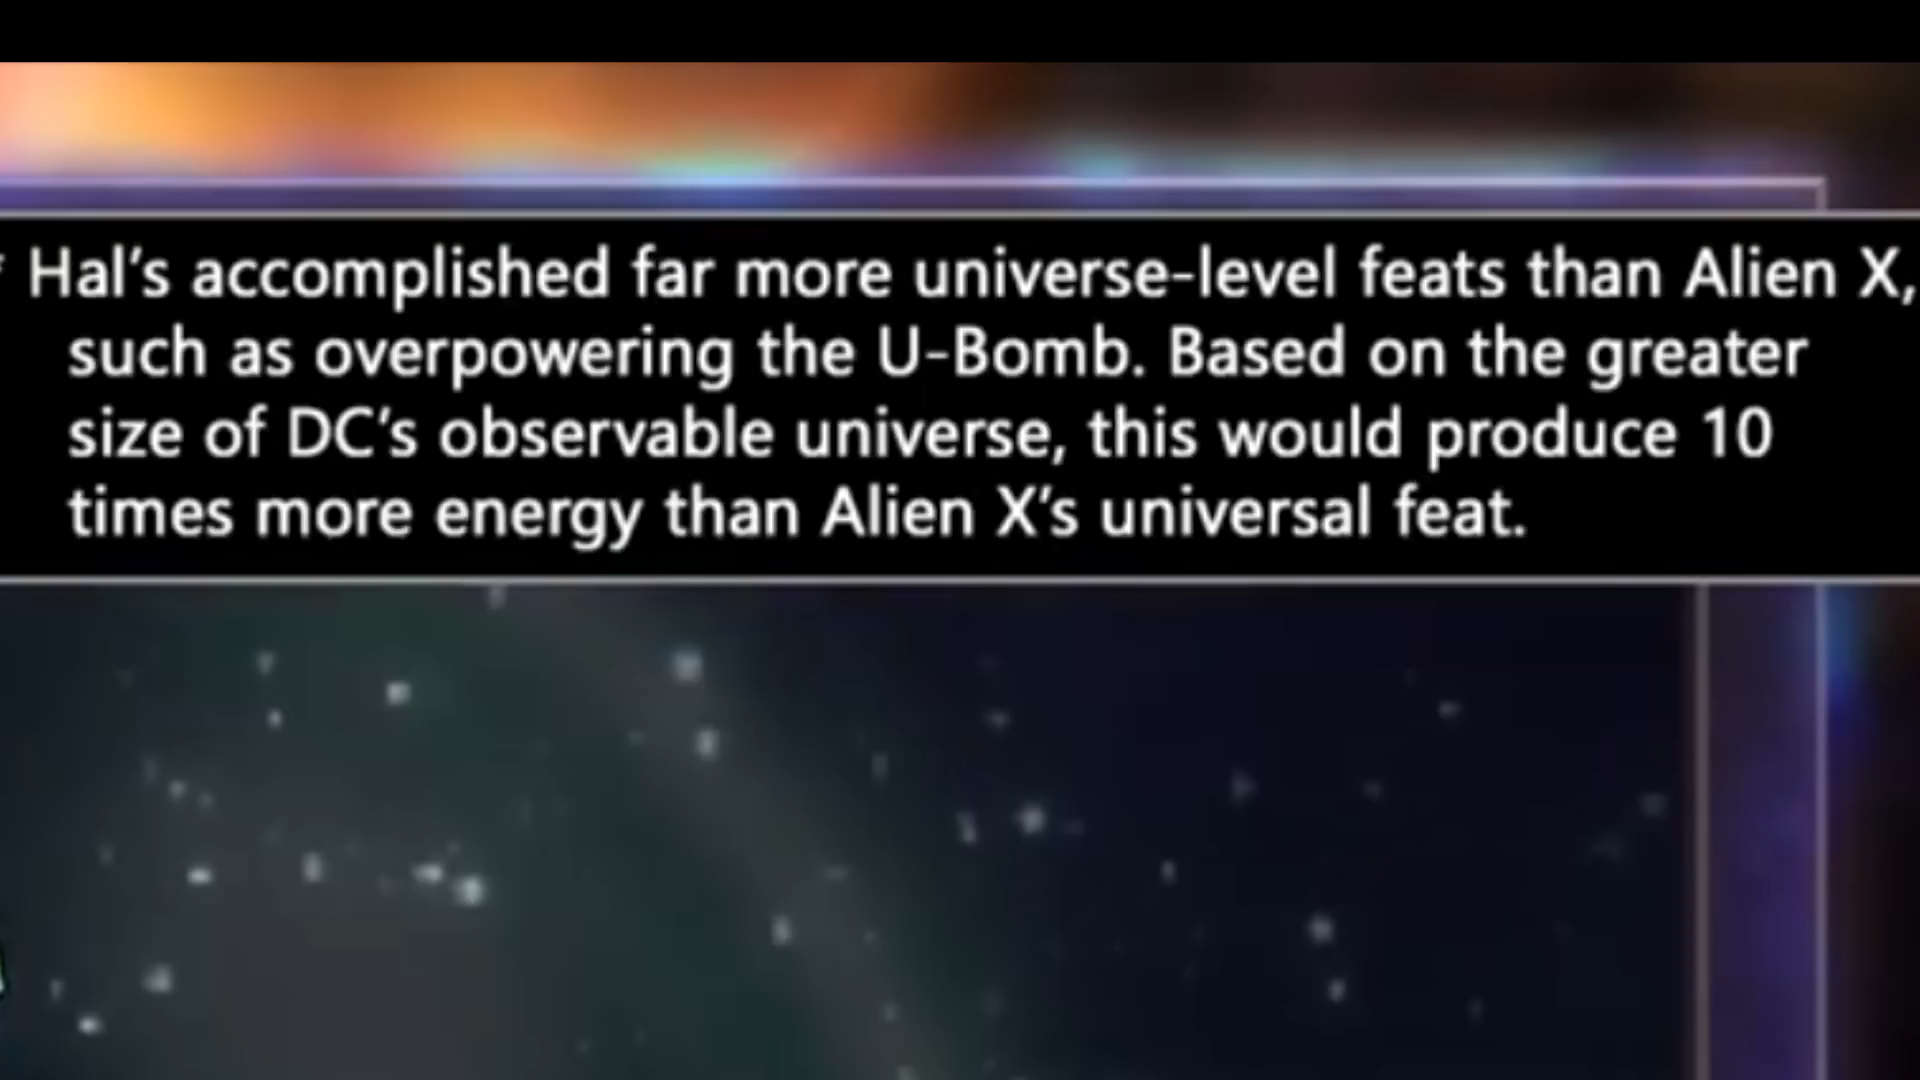 * Hal's accomplished far more universe-level feats than Alien X,
such as overpowering the U-Bomb. Based on the greater
size of DC's observable universe, this would produce 10
times more energy than Alien X's universal feat.